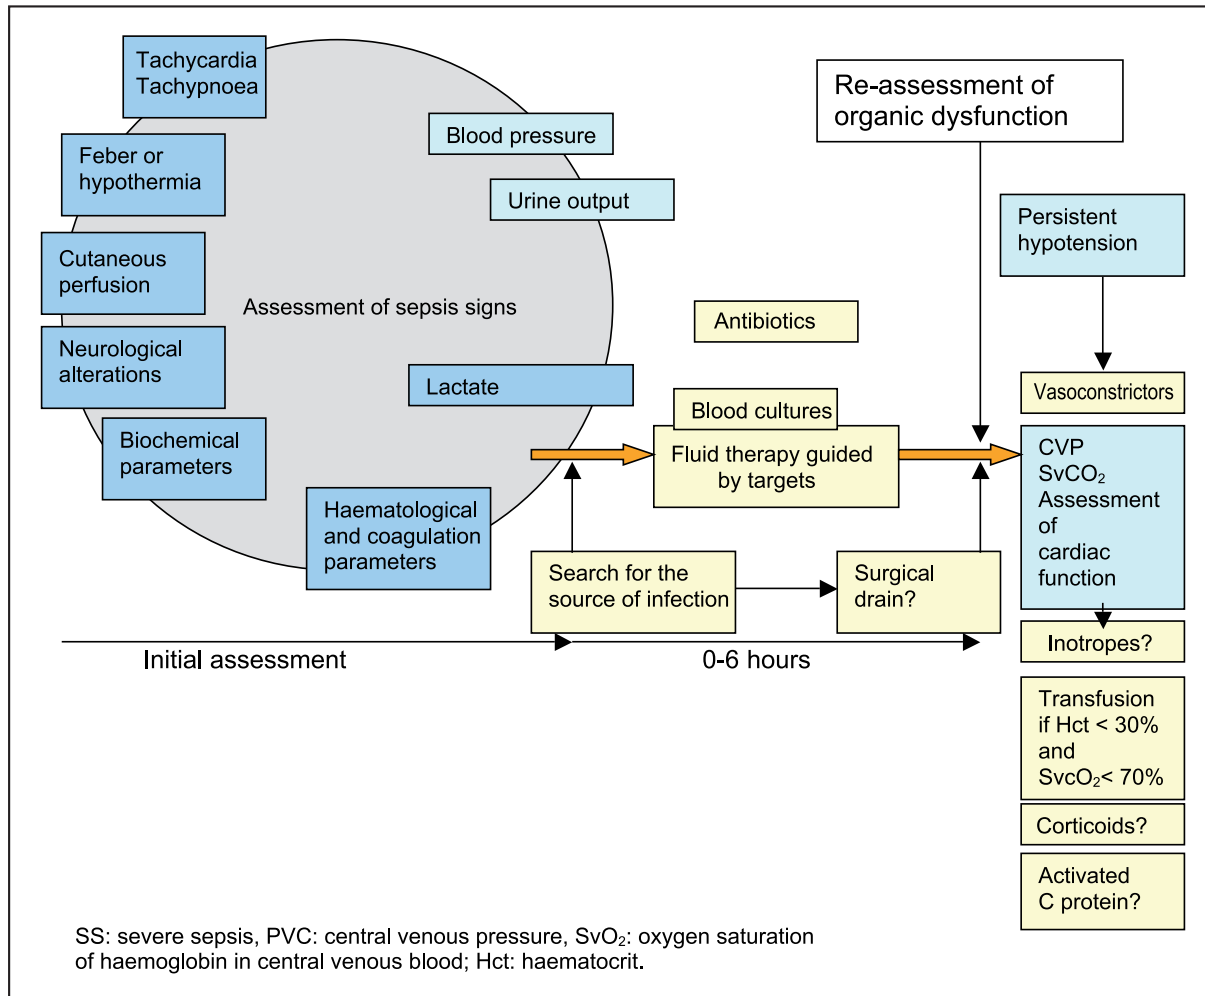 Tachycardia
Tachypnoea
Feber or
hypothermia
Cutaneous
perfusion
Neurological
alterations
Biochemical
parameters
Haematological
and coagulation
parameters
Assessment of sepsis signs
Blood pressure
Urine output
Lactate
Antibiotics
Blood cultures
Fluid therapy guided
by targets
Search for the
source of infection
Surgical
drain?
Re-assessment of
organic dysfunction
Persistent
hypotension
Vasoconstrictors
CVP
SvCO₂
Assessment
of
cardiac
function
Inotropes?
Transfusion
if Hct < 30%
and
SvcO₂< 70%
Corticoids?
Activated
C protein?
Initial assessment
0-6 hours
SS: severe sepsis, PVC: central venous pressure, SvO₂: oxygen saturation
of haemoglobin in central venous blood; Hct: haematocrit.